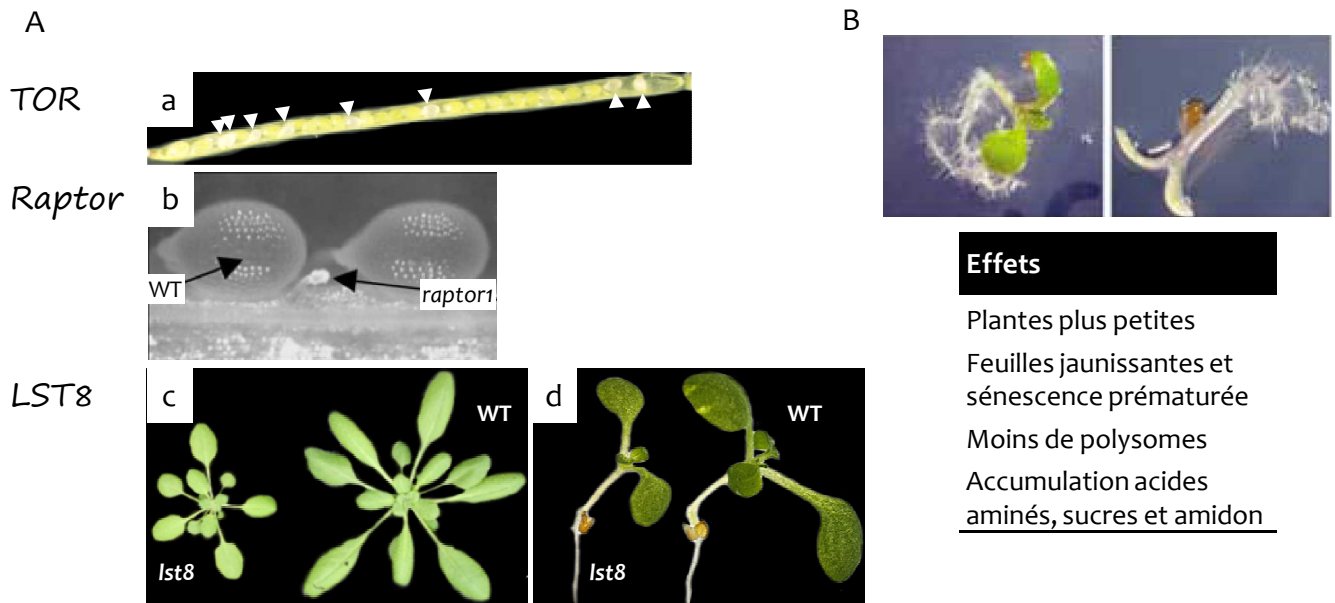 A
TOR
a
Raptor
b
WT
raptor1
LST8
c
WT
lst8
d
WT
lst8
B
Effets
Plantes plus petites
Feuilles jaunissantes et
sénescence prématurée
Moins de polysomes
Accumulation acides
aminés, sucres et amidon